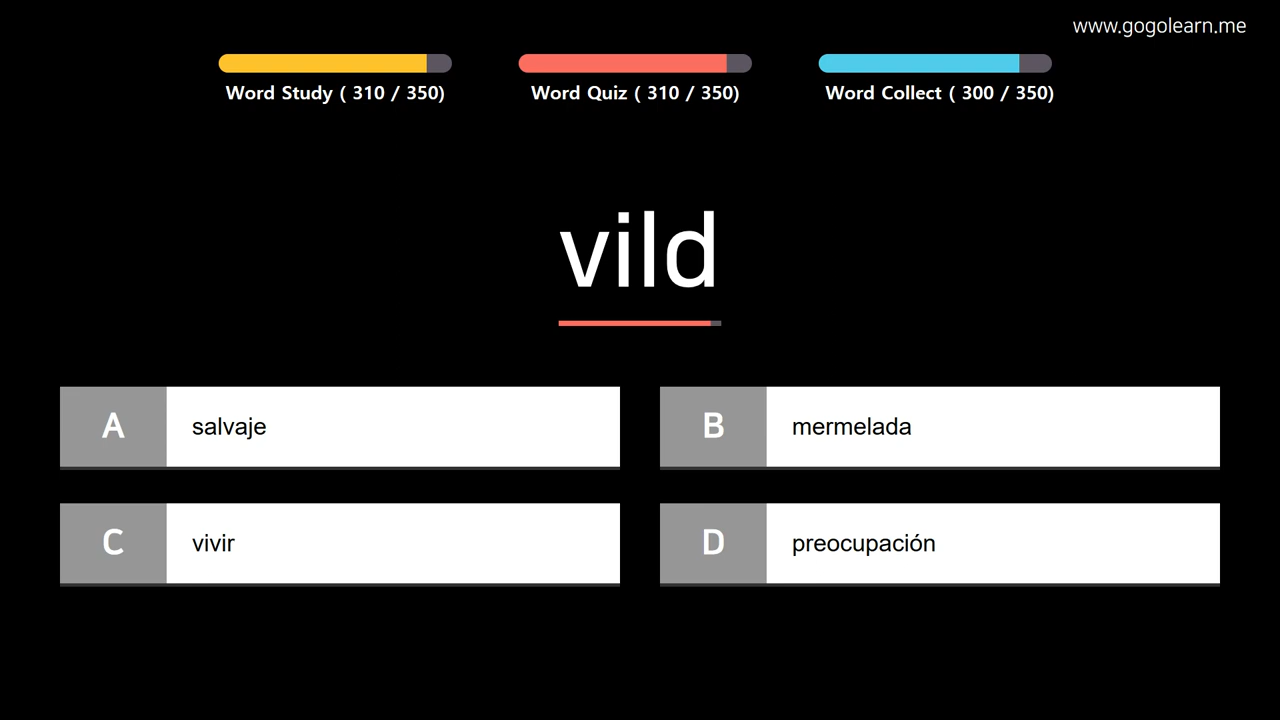 www.gogolearn.me
Word Study ( 310 / 350)
Word Quiz ( 310 / 350)
Word Collect ( 300 / 350)
vild
A salvaje
B mermelada
C vivir
D preocupación